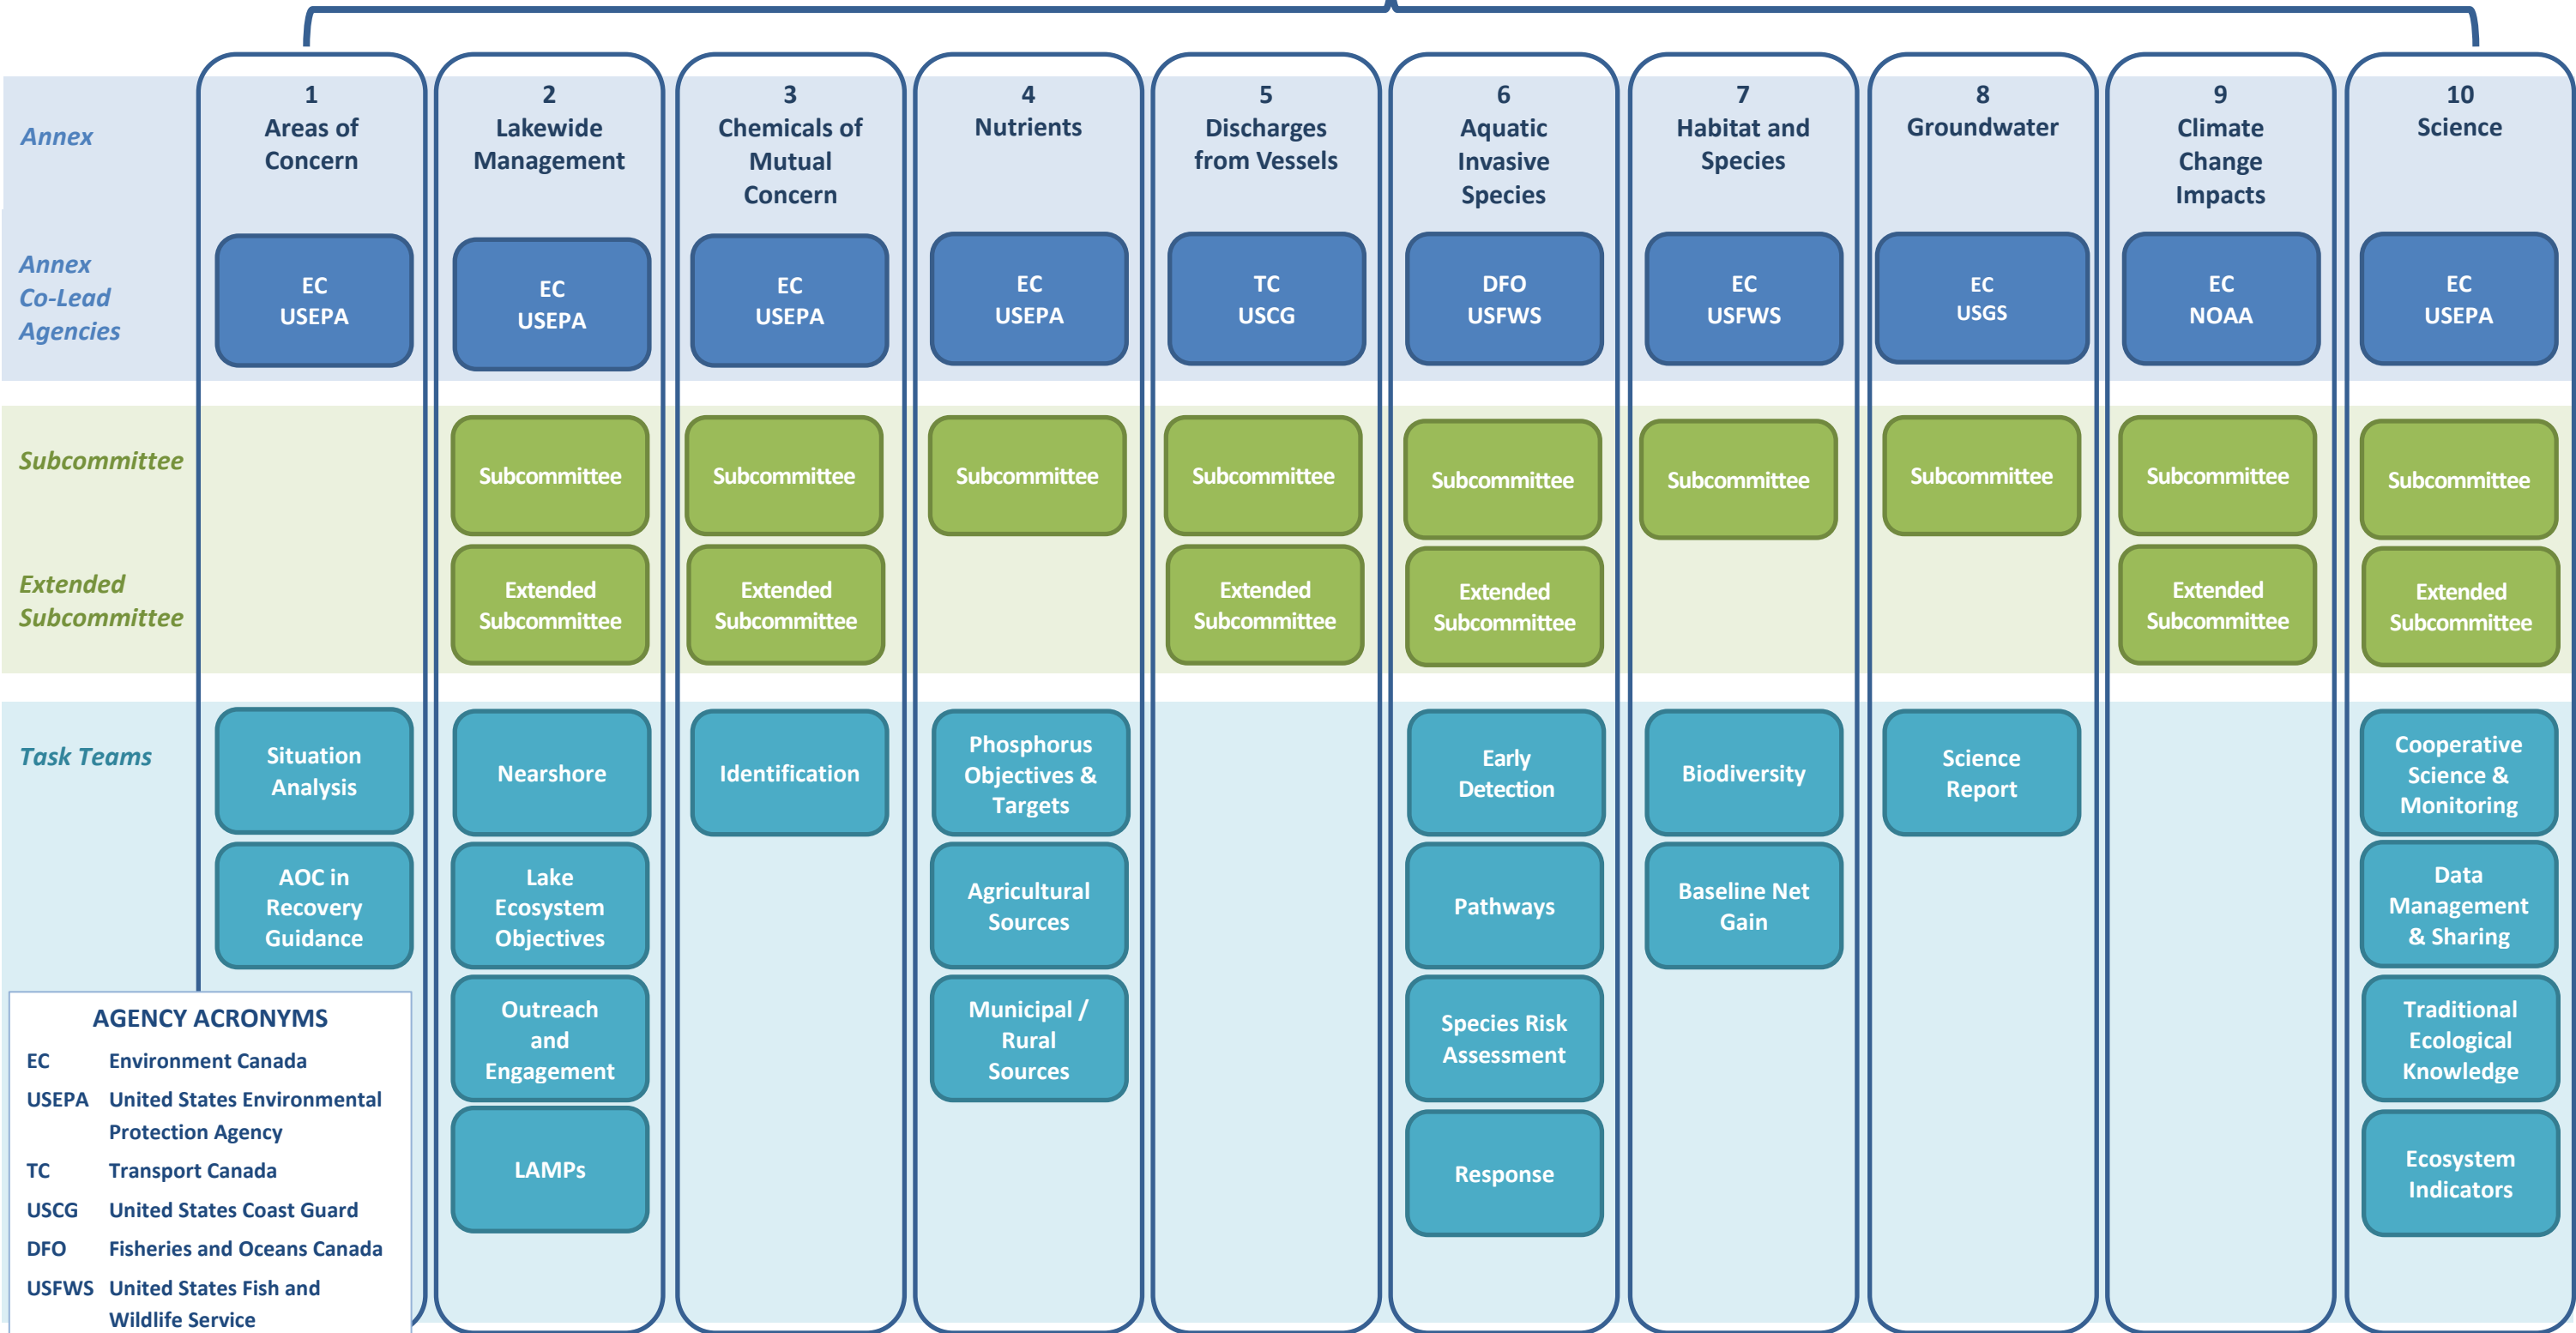 Annex
1
Areas of
Concern
2
Lakewide
Management
3
Chemicals of
Mutual
Concern
4
Nutrients
5
Discharges
from Vessels
6
Aquatic
Invasive
Species
7
Habitat and
Species
8
Groundwater
9
Climate
Change
Impacts
10
Science
Annex
Co-Lead
Agencies
EC
USEPA
EC
USEPA
EC
USEPA
EC
USEPA
TC
USCG
DFO
USFWS
EC
USFWS
EC
USGS
EC
NOAA
EC
USEPA
Subcommittee
Subcommittee
Subcommittee
Subcommittee
Subcommittee
Subcommittee
Subcommittee
Subcommittee
Subcommittee
Subcommittee
Extended
Subcommittee
Extended
Subcommittee
Extended
Subcommittee
Extended
Subcommittee
Extended
Subcommittee
Extended
Subcommittee
Extended
Subcommittee
Task Teams
Situation
Analysis
Nearshore
Identification
Phosphorus
Objectives &
Targets
Early
Detection
Biodiversity
Science
Report
Cooperative
Science &
Monitoring
AOC in
Recovery
Guidance
Lake
Ecosystem
Objectives
Agricultural
Sources
Pathways
Baseline Net
Gain
Data
Management
& Sharing
Outreach
and
Engagement
Municipal /
Rural
Sources
Species Risk
Assessment
Traditional
Ecological
Knowledge
LAMPs
Response
Ecosystem
Indicators
AGENCY ACRONYMS
EC Environment Canada
USEPA United States Environmental
Protection Agency
TC Transport Canada
USCG United States Coast Guard
DFO Fisheries and Oceans Canada
USFWS United States Fish and
Wildlife Service